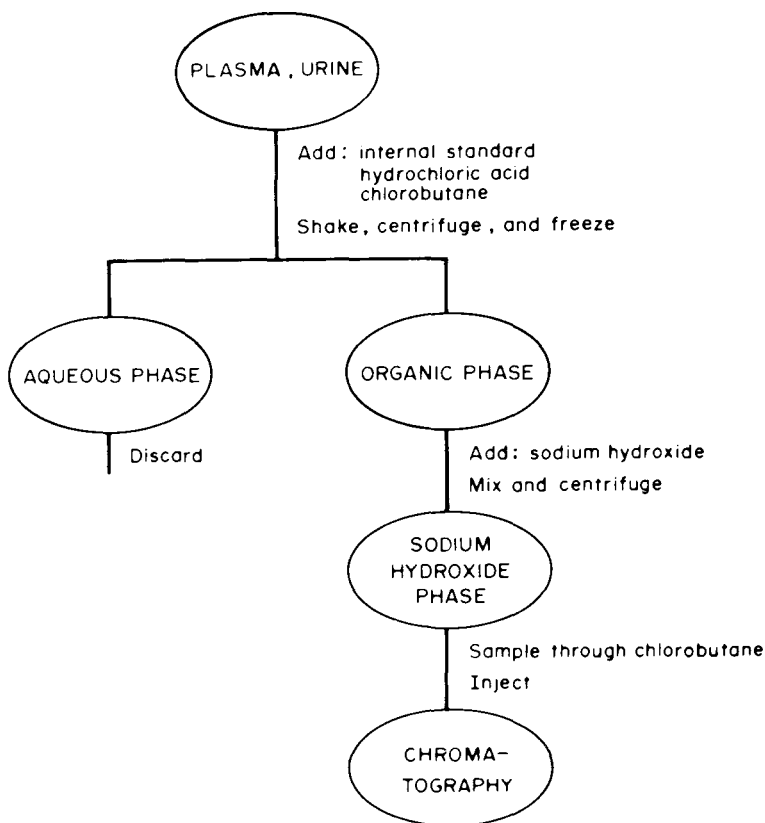 PLASMA, URINE
Add: internal standard
hydrochloric acid
chlorobutane
Shake, centrifuge, and freeze
AQUEOUS PHASE
ORGANIC PHASE
Discard
Add: sodium hydroxide
Mix and centrifuge
SODIUM
HYDROXIDE
PHASE
Sample through chlorobutane
Inject
CHROMA-
TOGRAPHY